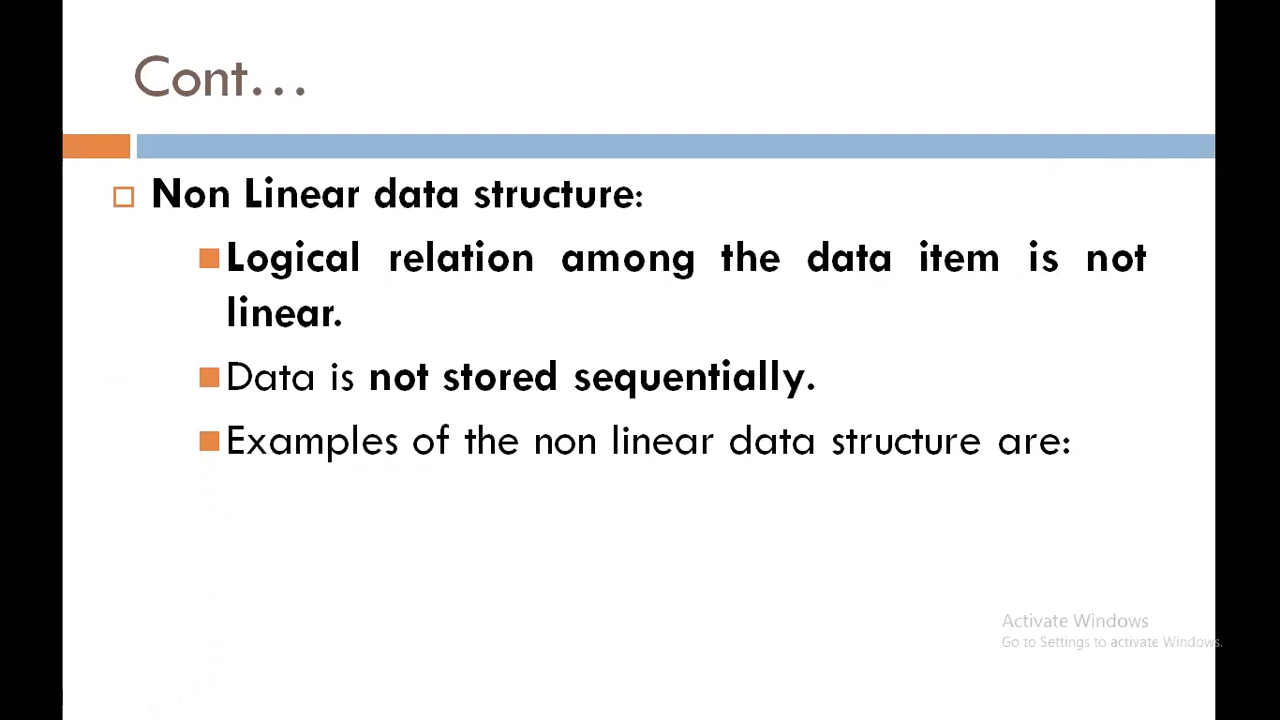 Cont...
Non Linear data structure:
Logical relation among the data item is not
linear.
Data is not stored sequentially.
Examples of the non linear data structure are:
Activate Windows
Go to Settings to activate Windows.